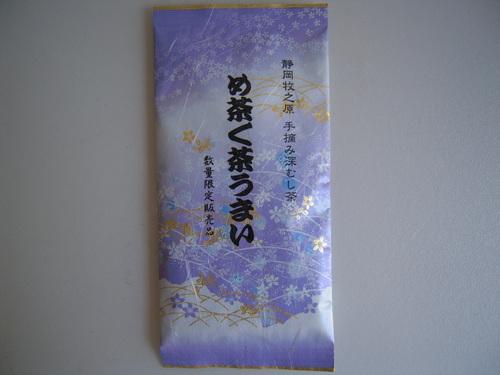 静岡牧之原 手摘み深むし茶
め茶く茶うまい
数量限定販売品